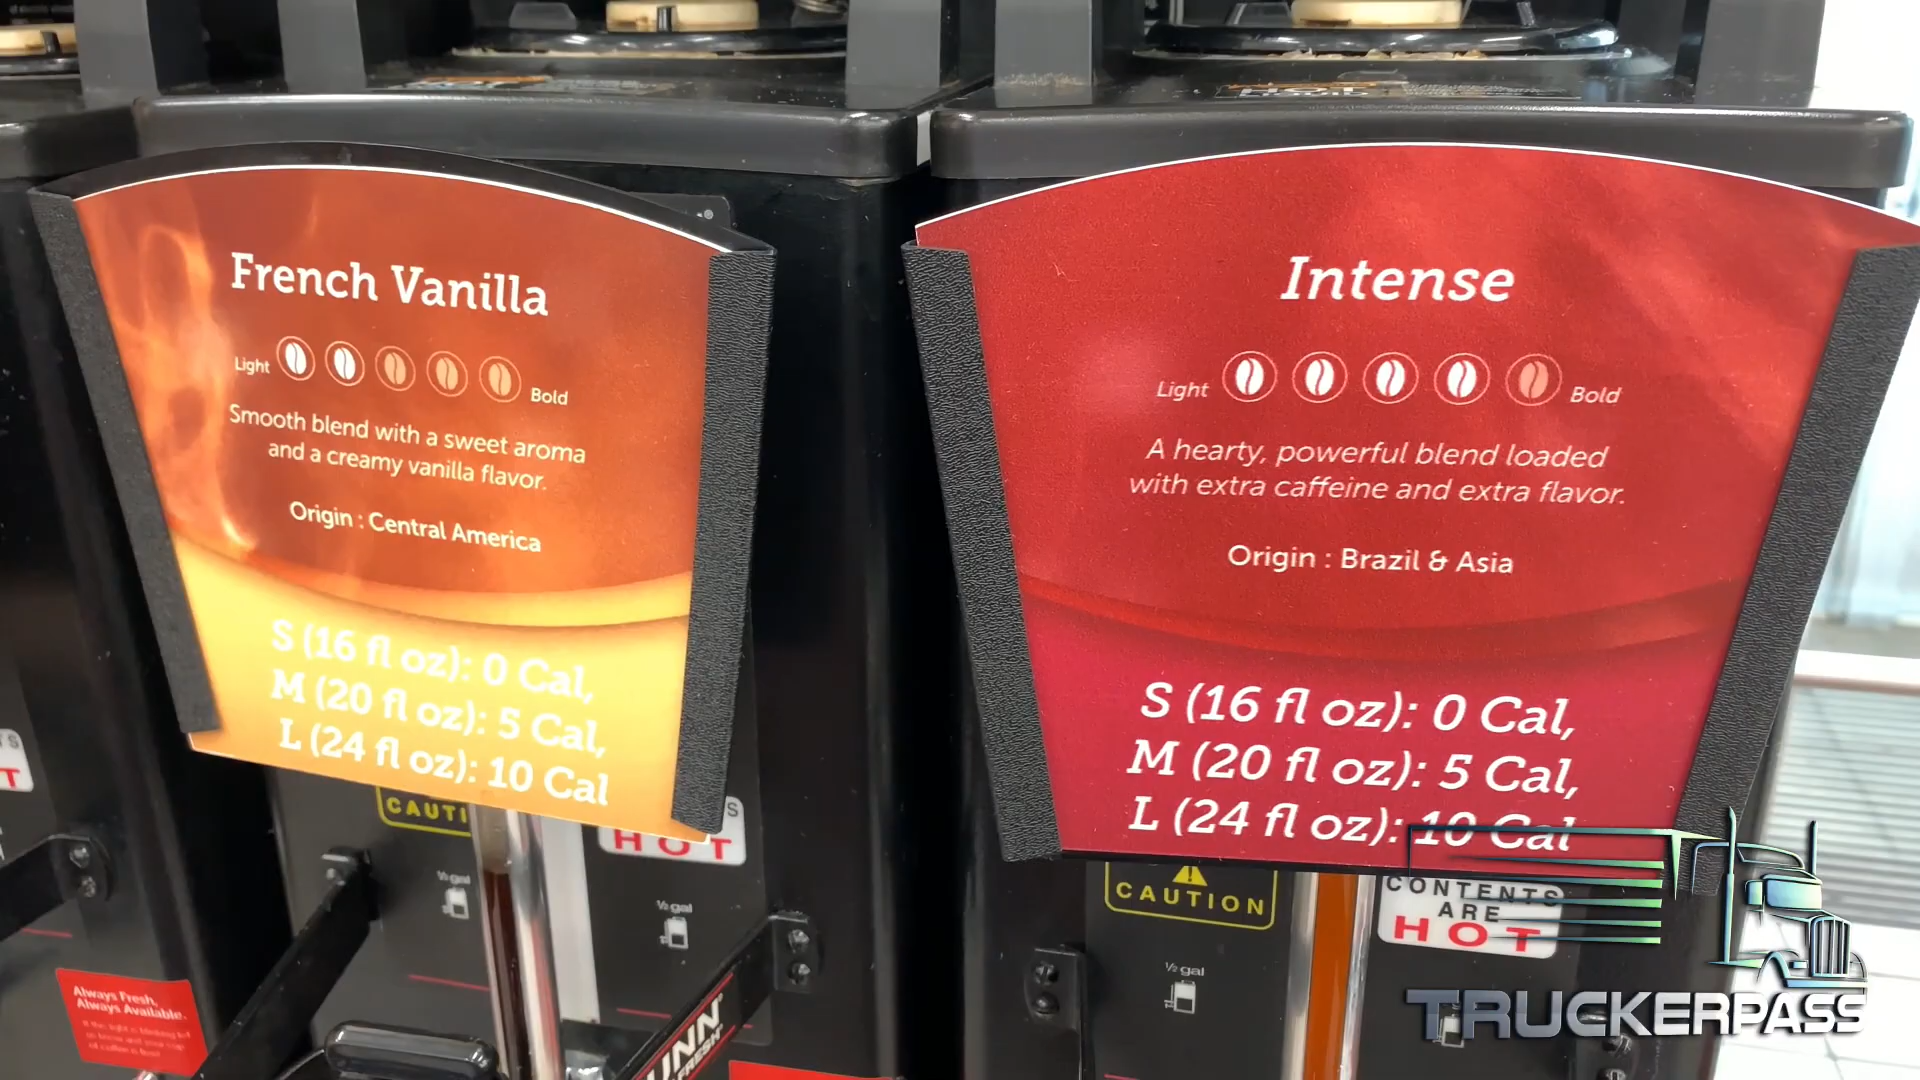 French Vanilla
Light
Bold
Smooth blend with a sweet aroma
and a creamy vanilla flavor.
Origin : Central America
S (16 fl oz): 0 Cal,
M (20 fl oz): 5 Cal,
L (24 fl oz): 10 Cal
Intense
Light
Bold
A hearty, powerful blend loaded
with extra caffeine and extra flavor.
Origin : Brazil & Asia
S (16 fl oz): 0 Cal,
M (20 fl oz): 5 Cal,
L (24 fl oz): 10 Cal
CAUTI
HOT
½ gal
½ gal
CAUTION
CONTENTS
ARE
HOT
½ gal
Always Fresh,
Always Available.
UNN
FRESH
TRUCKERPASS